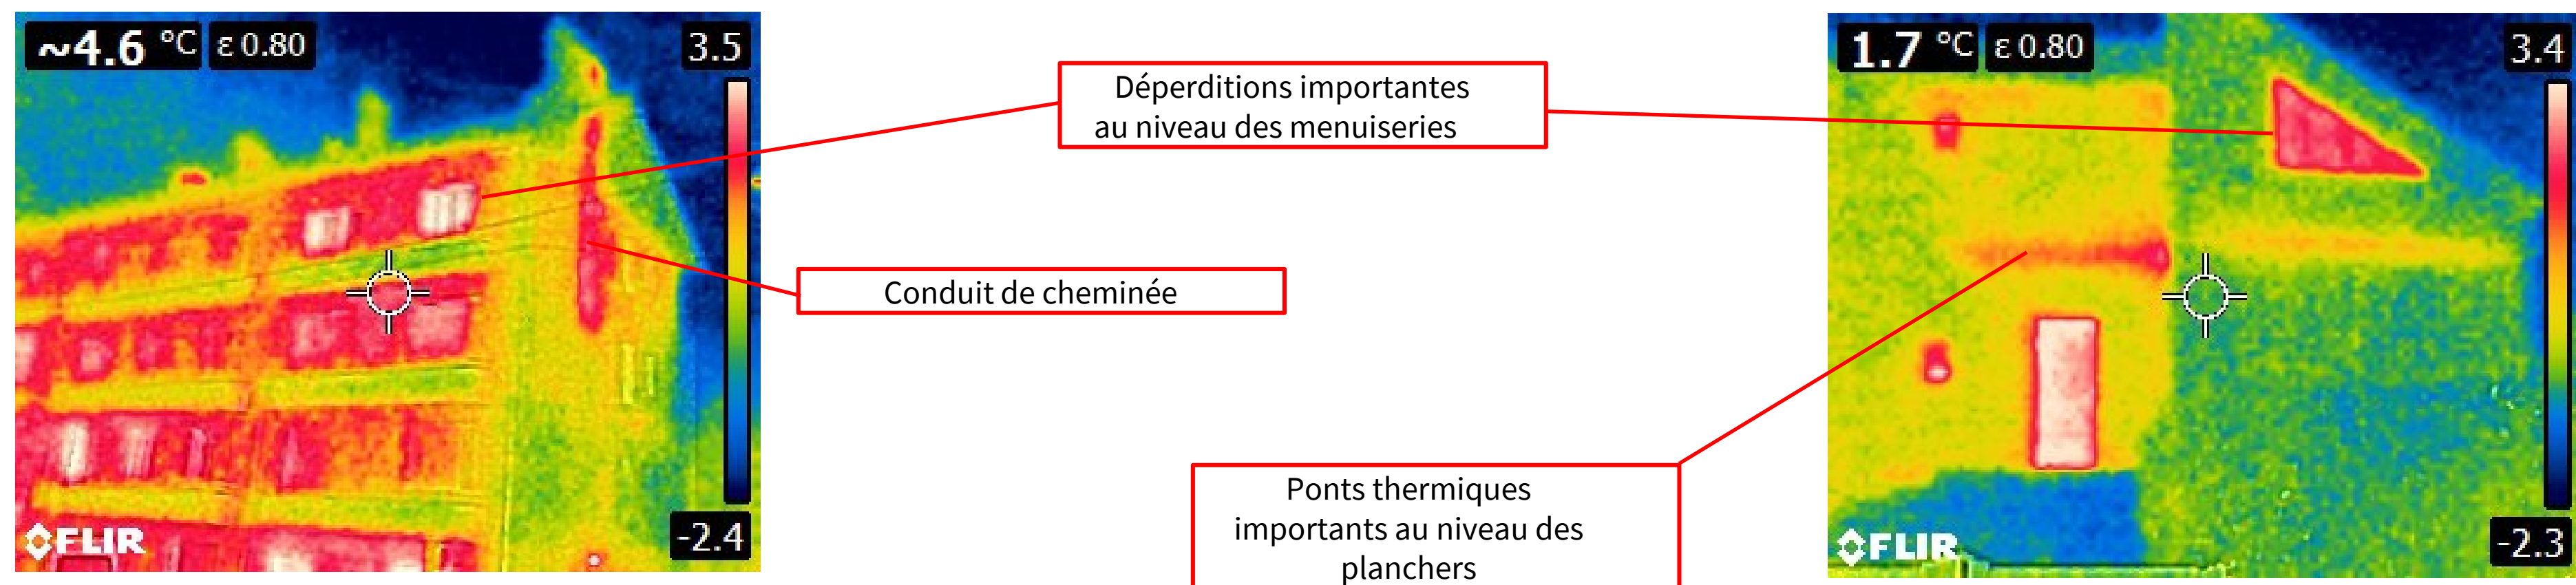 ~4.6 °C ε 0.80
3.5
-2.4
FLIR
Déperditions importantes
au niveau des menuiseries
Conduit de cheminée
Ponts thermiques
importants au niveau des
planchers
1.7 °C ε 0.80
3.4
-2.3
FLIR